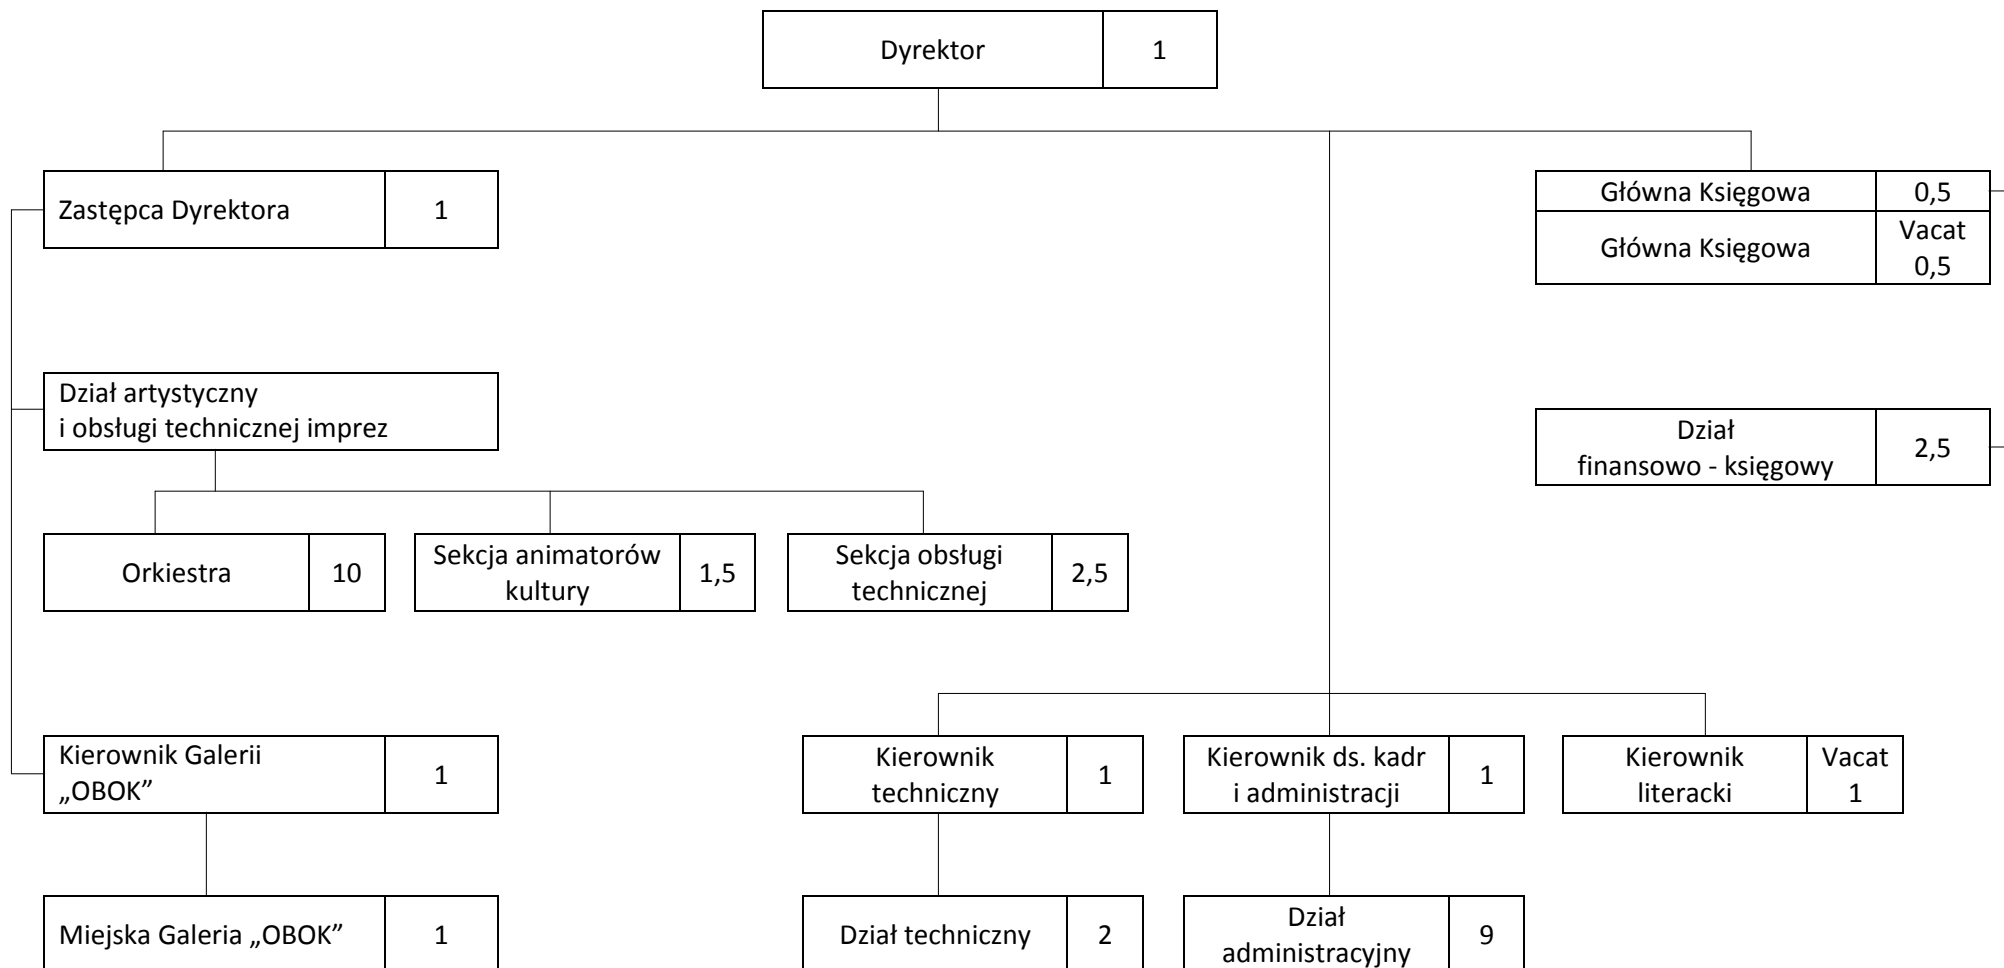 Dyrektor
1
Zastępca Dyrektora
1
Główna Księgowa
0,5
Główna Księgowa
Vacat
0,5
Dział artystyczny
i obsługi technicznej imprez
Dział
finansowo - księgowy
2,5
Orkiestra
10
Sekcja animatorów
kultury
1,5
Sekcja obsługi
technicznej
2,5
Kierownik Galerii
„OBOK”
1
Kierownik
techniczny
1
Kierownik ds. kadr
i administracji
1
Kierownik
literacki
Vacat
1
Miejska Galeria „OBOK”
1
Dział techniczny
2
Dział
administracyjny
9